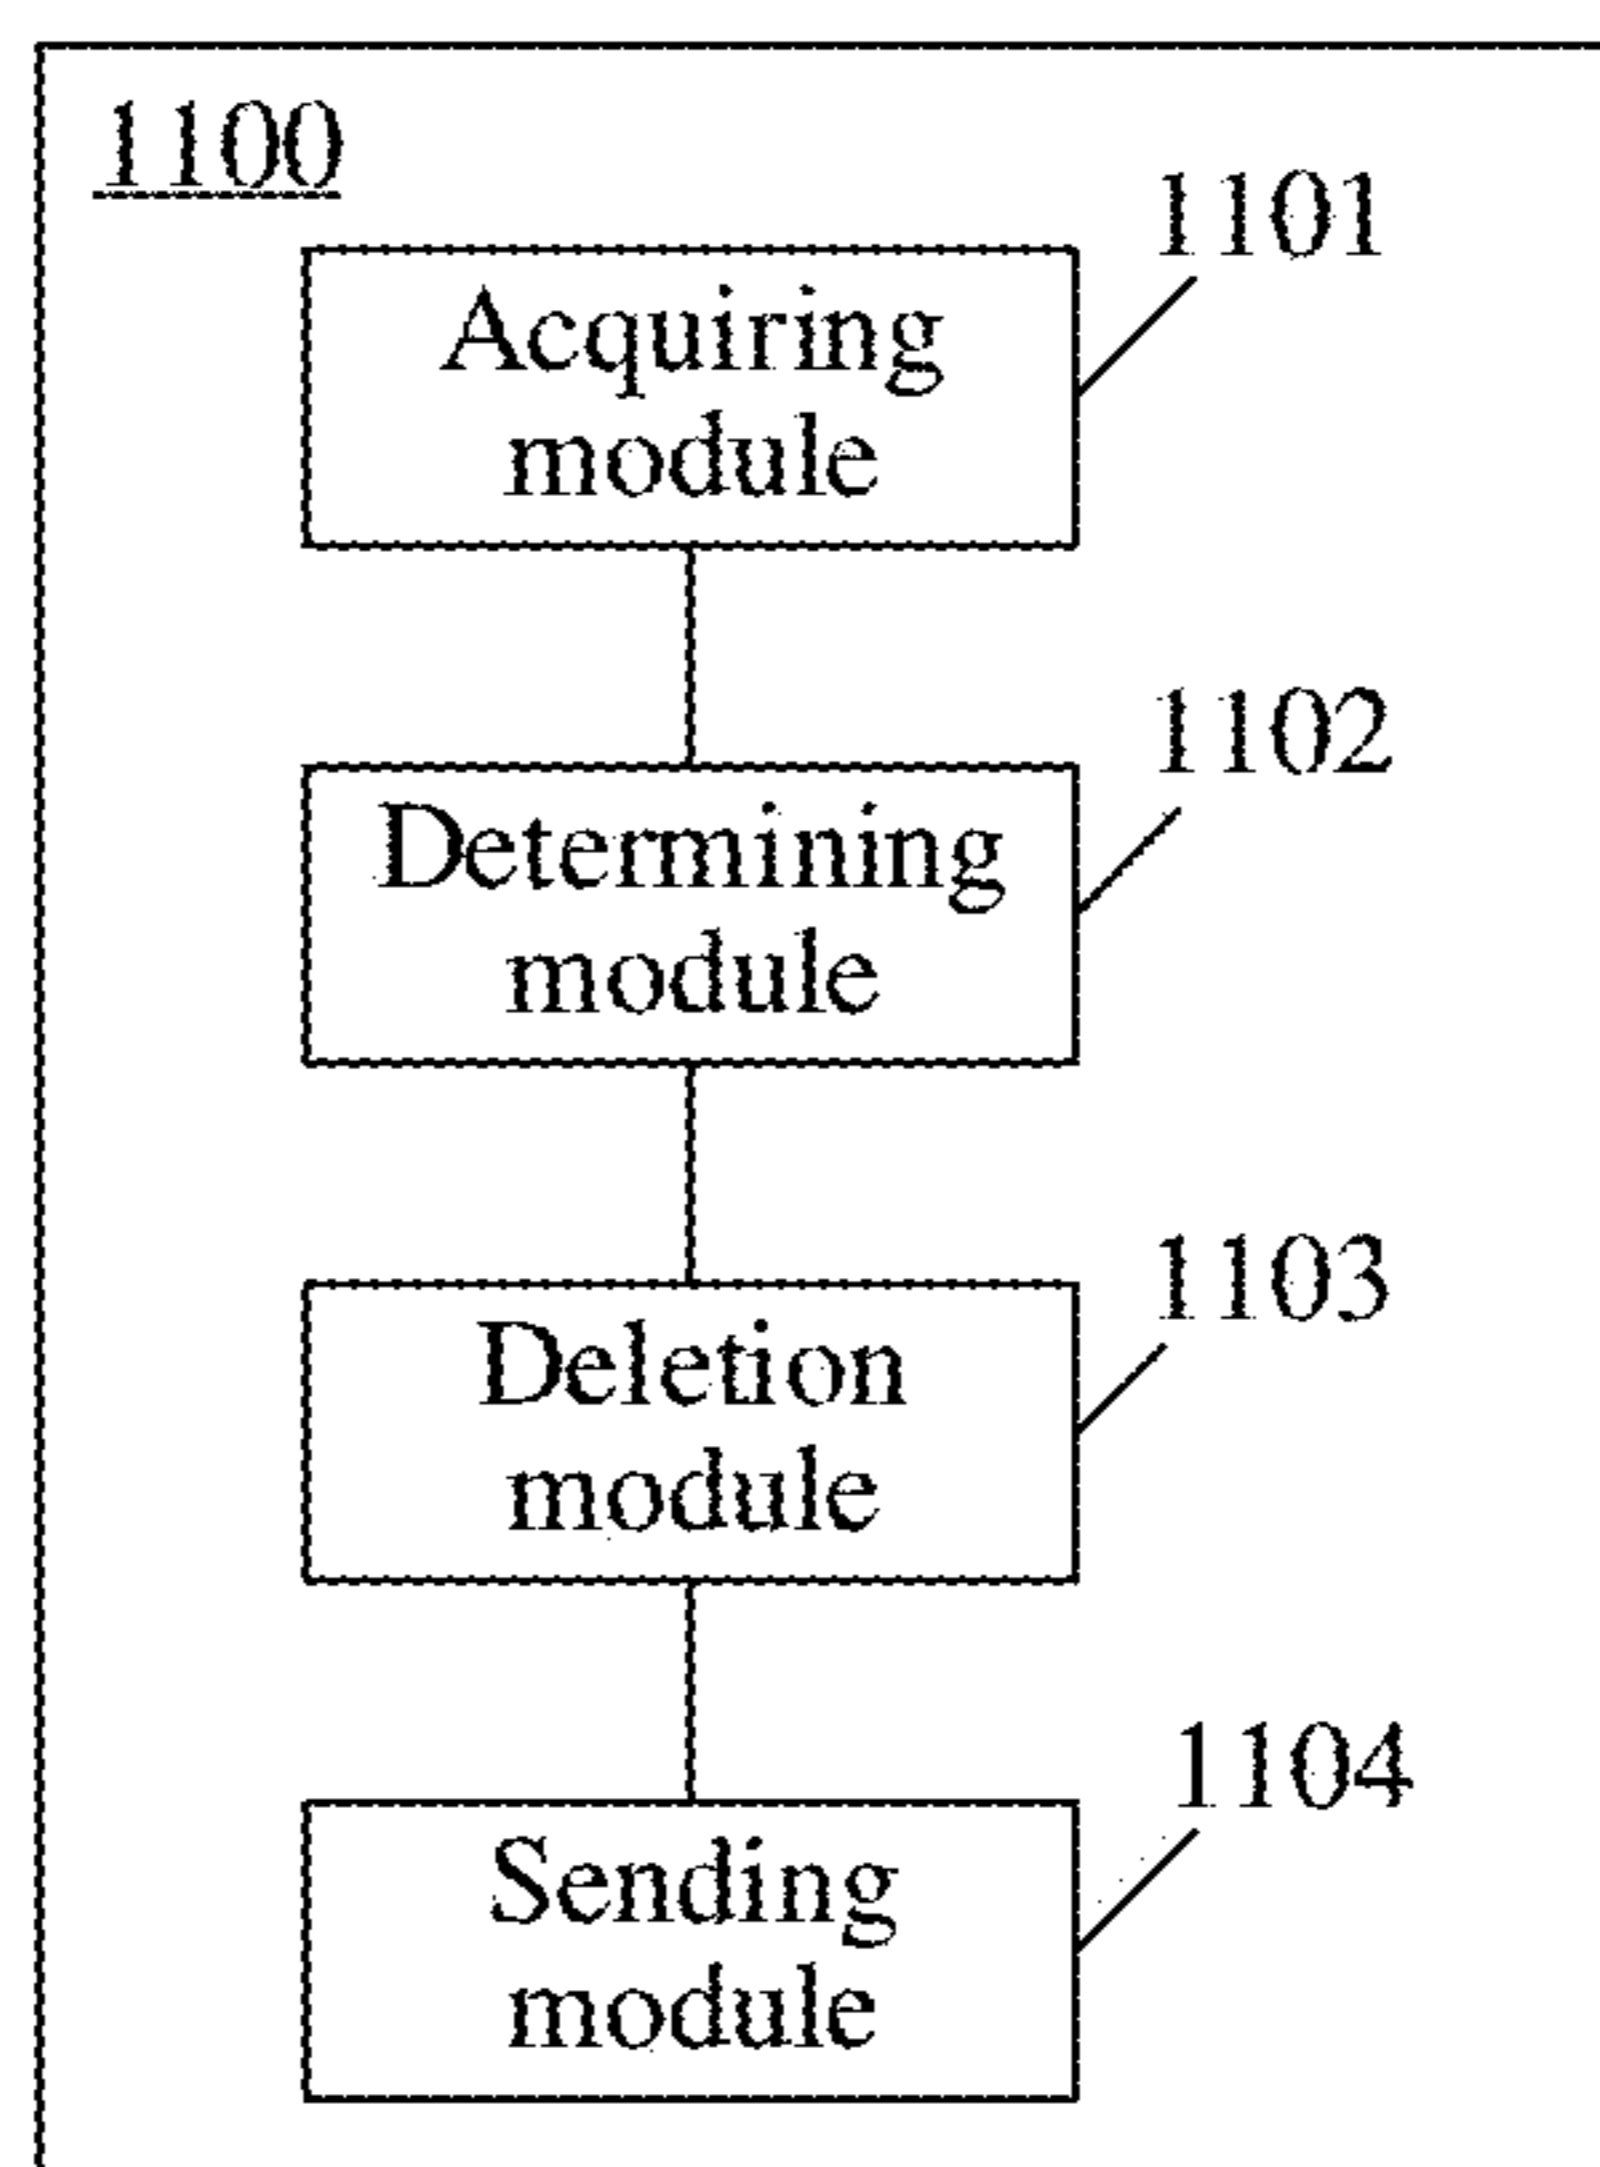 1100
1101
Acquiring
module
1102
Determining
module
1103
Deletion
module
1104
Sending
module